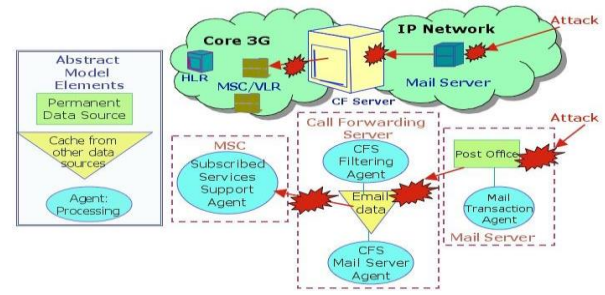 Core 3G
IP Network
Attack
HLR
MSC/VLR
CF Server
Mail Server
Abstract
Model
Elements
Permanent
Data Source
Cache from
other data
sources
Agent:
Processing
MSC
Subscribed
Services
Support
Agent
Call Forwarding
Server
CFS
Filtering
Agent
Email
data
CFS
Mail Server
Agent
Attack
Post Office
Mail
Transaction
Agent
Mail Server